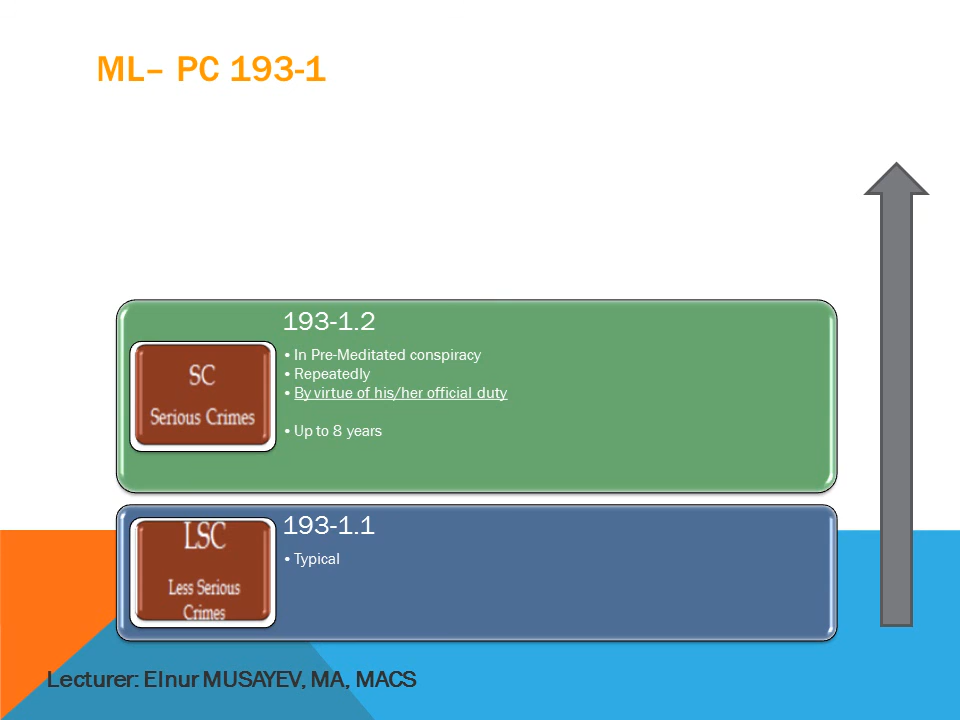 ML– PC 193-1
193-1.2
• In Pre-Meditated conspiracy
• Repeatedly
• By virtue of his/her official duty
• Up to 8 years
SC
Serious Crimes
193-1.1
• Typical
LSC
Less Serious
Crimes
Lecturer: Elnur MUSAYEV, MA, MACS